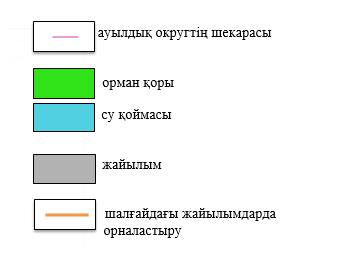 ауылдық округтің шекарасы
орман қоры
су қоймасы
жайылым
шалғайдағы жайылымдарда
орналастыру